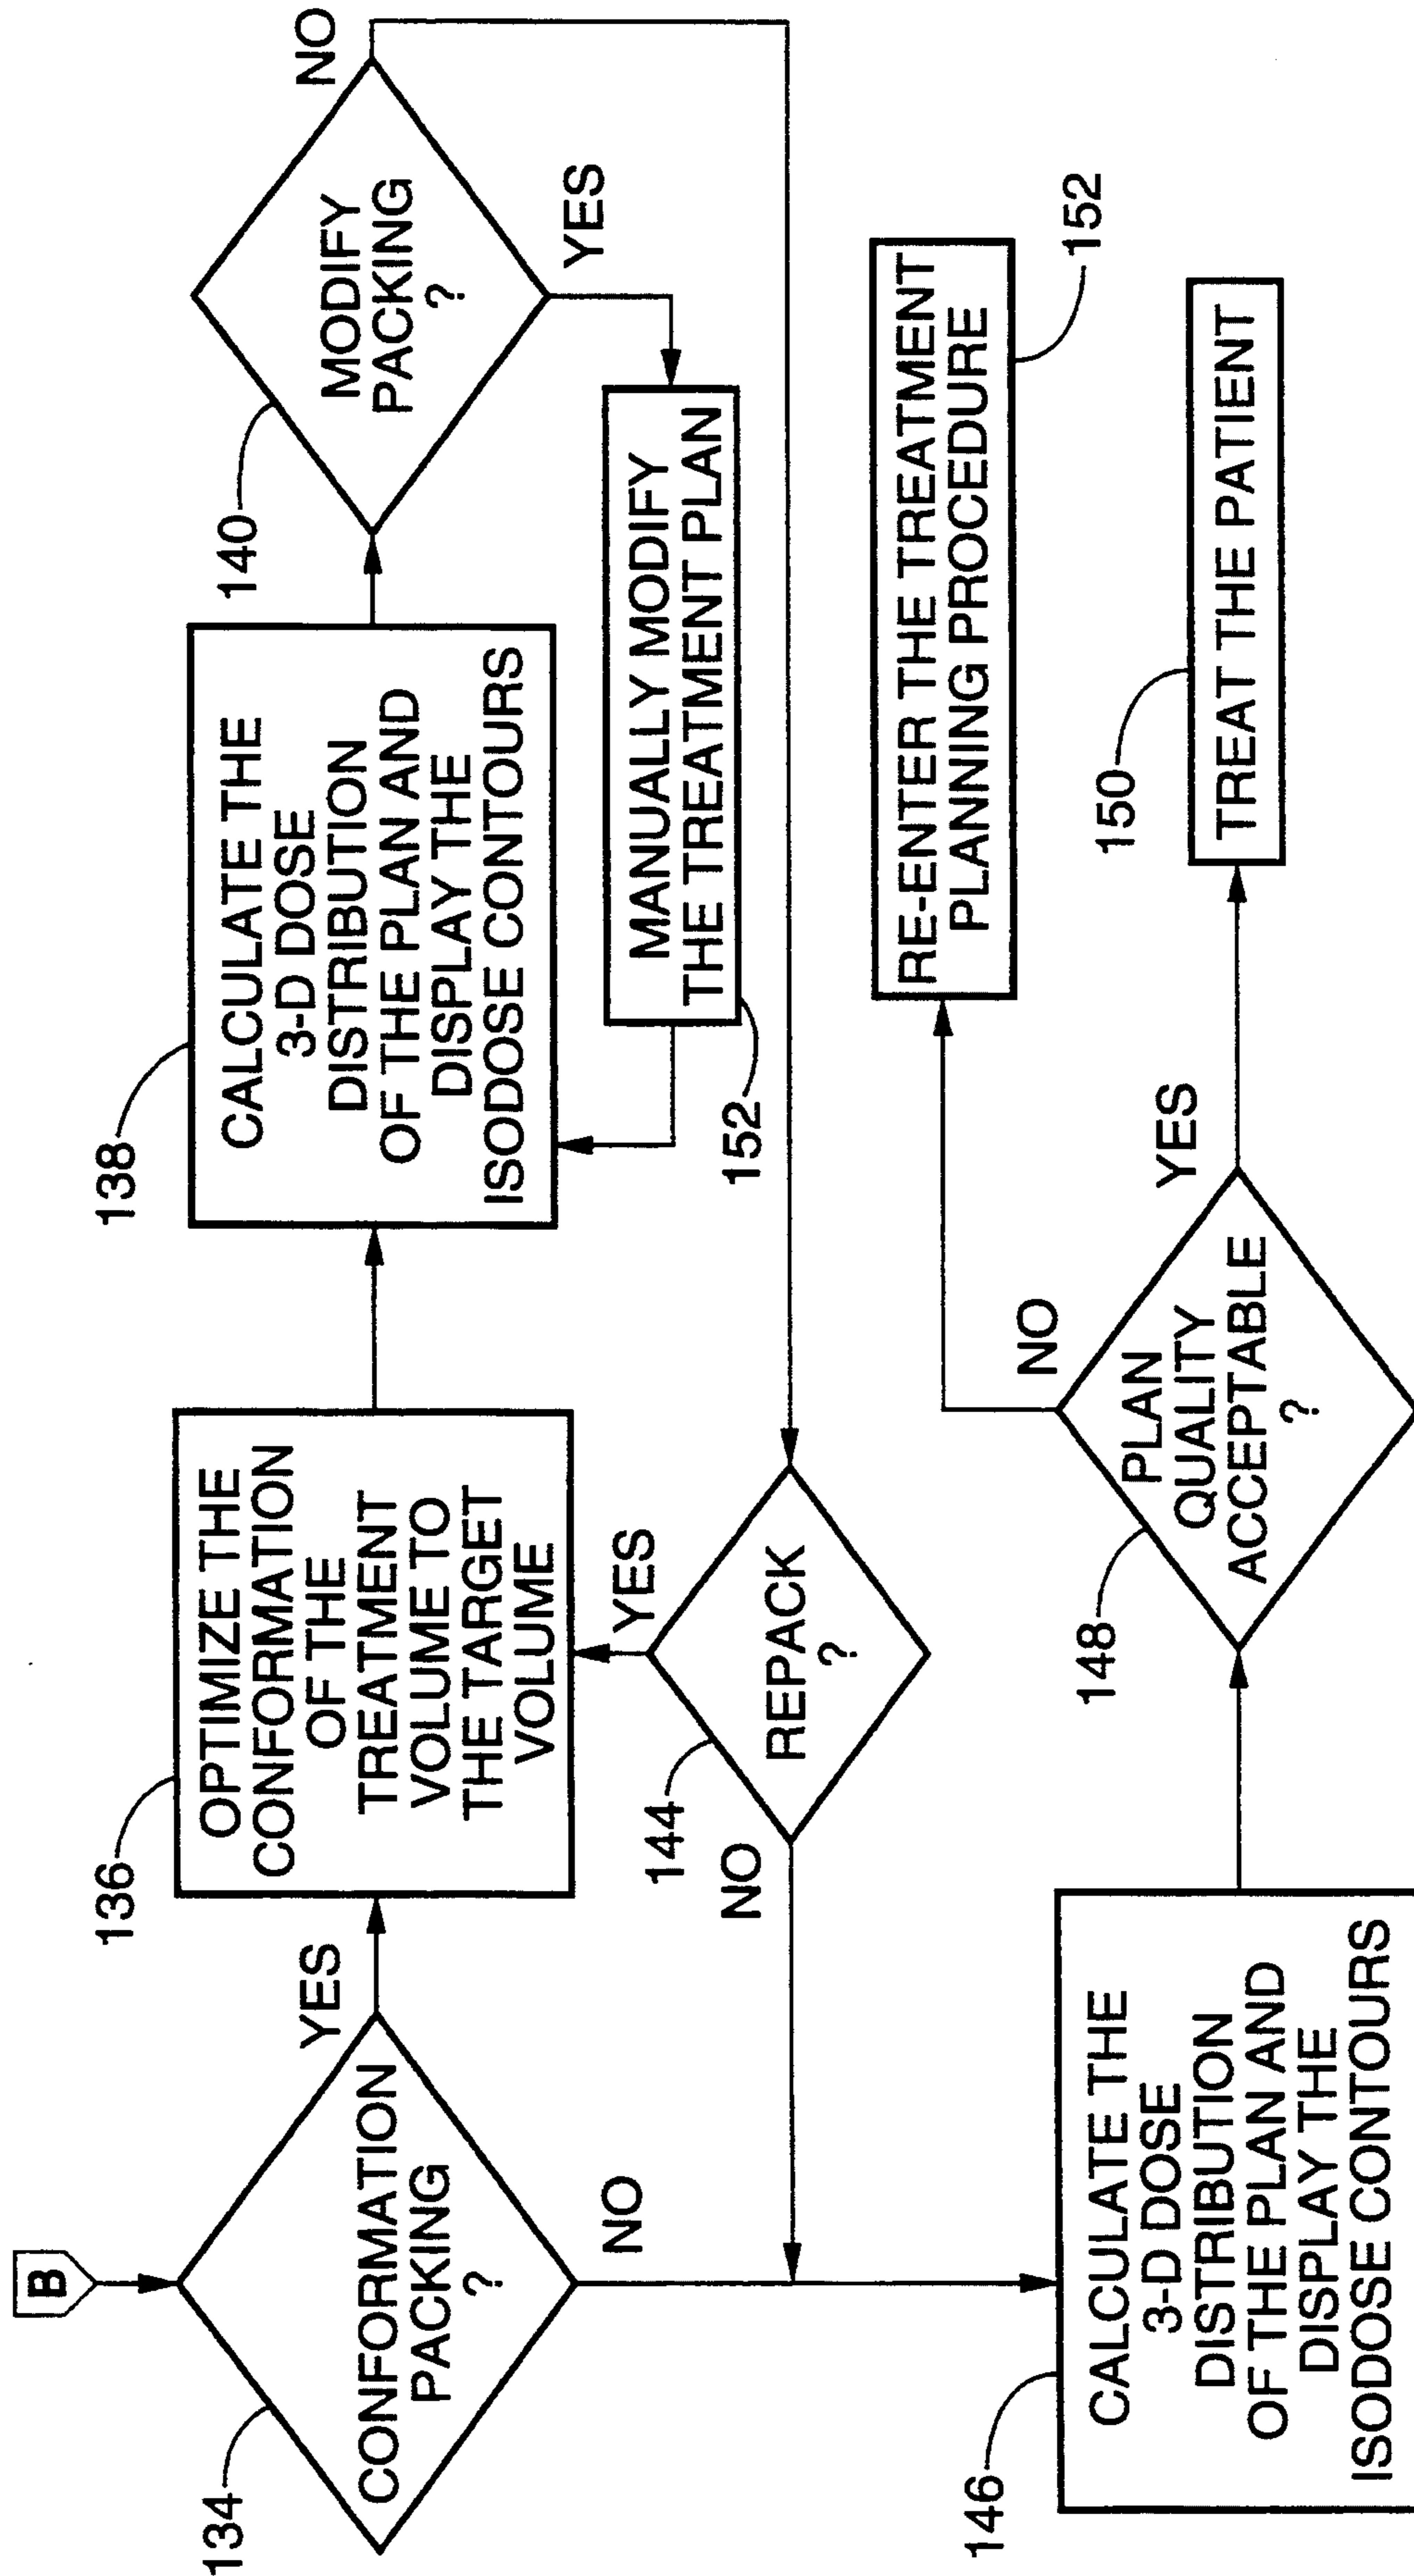 B
134
CONFORMATION
PACKING
?
YES
NO
136
OPTIMIZE THE
CONFORMATION
OF THE
TREATMENT
VOLUME TO
THE TARGET
VOLUME
138
CALCULATE THE
3-D DOSE
DISTRIBUTION
OF THE PLAN AND
DISPLAY THE
ISODOSE CONTOURS
140
MODIFY
PACKING
?
NO
YES
MANUALLY MODIFY
THE TREATMENT PLAN
152
144
REPACK
?
YES
NO
146
CALCULATE THE
3-D DOSE
DISTRIBUTION
OF THE PLAN AND
DISPLAY THE
ISODOSE CONTOURS
148
PLAN
QUALITY
ACCEPTABLE
?
NO
YES
RE-ENTER THE TREATMENT
PLANNING PROCEDURE
152
150
TREAT THE PATIENT